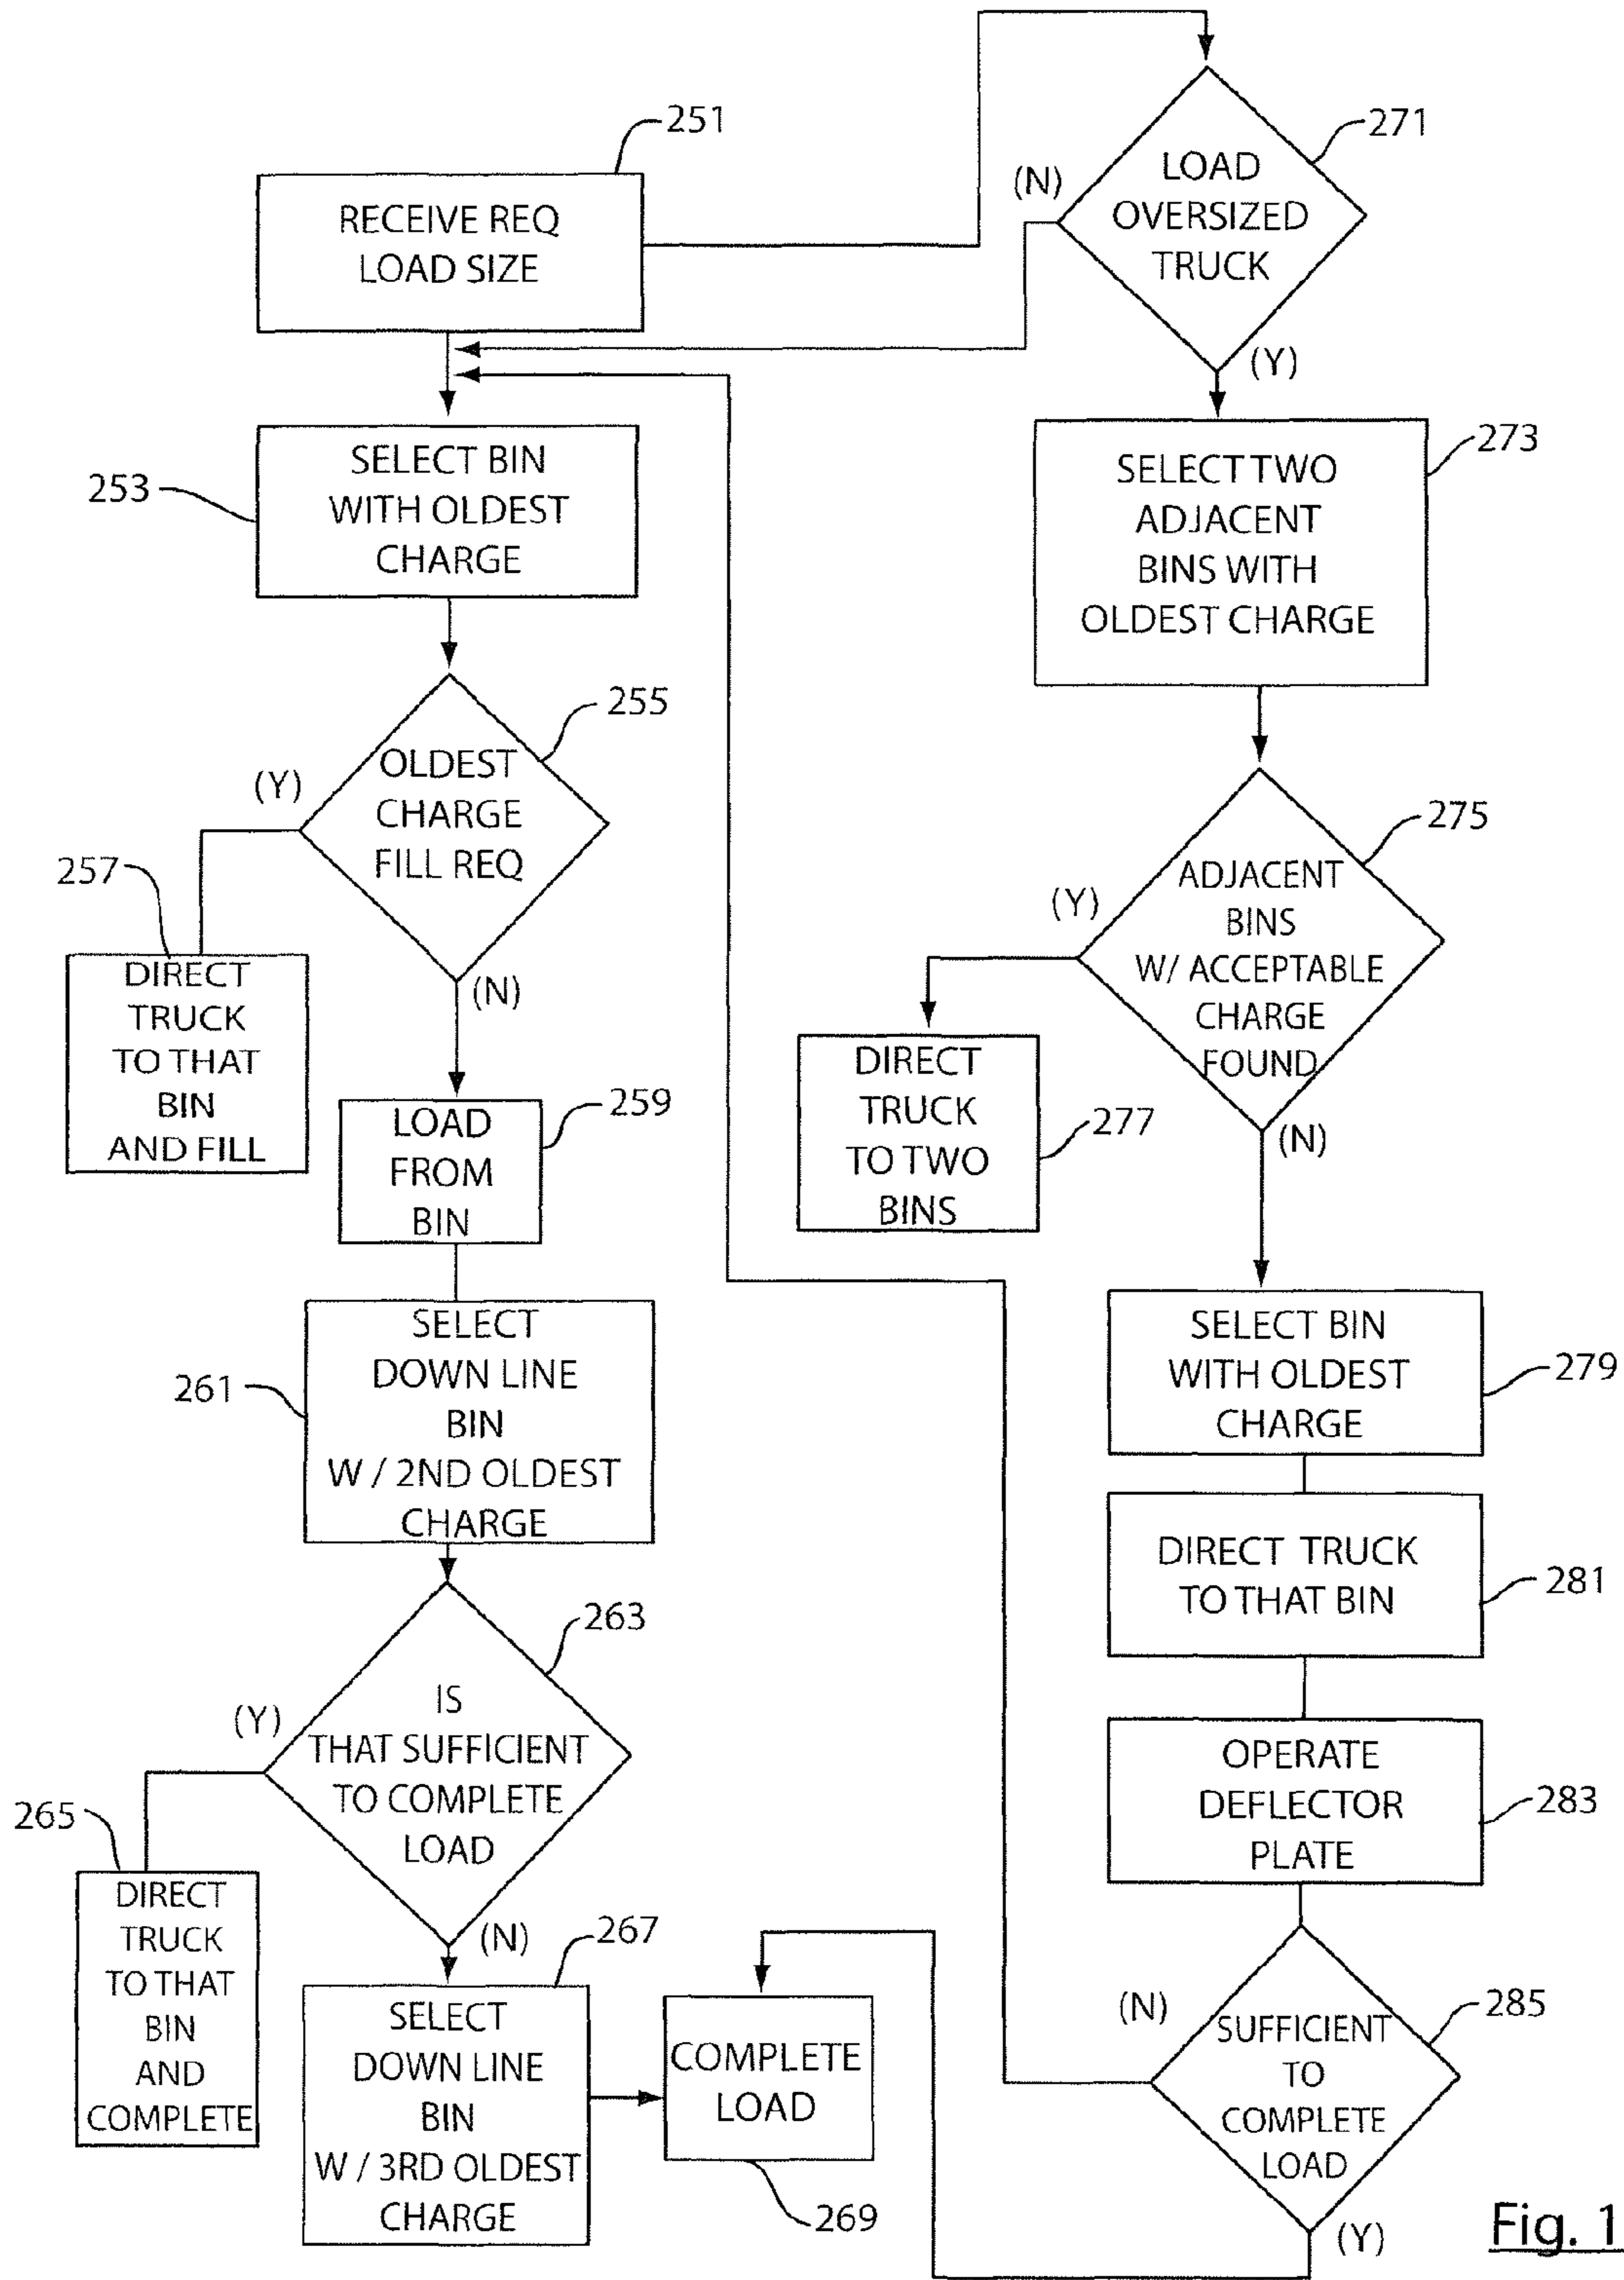 251
RECEIVE REQ
LOAD SIZE
271
(N)
LOAD
OVERSIZED
TRUCK
(Y)
253
SELECT BIN
WITH OLDEST
CHARGE
273
SELECT TWO
ADJACENT
BINS WITH
OLDEST CHARGE
255
(Y)
OLDEST
CHARGE
FILL REQ
(N)
257
DIRECT
TRUCK
TO THAT
BIN
AND FILL
275
(Y)
ADJACENT
BINS
W/ ACCEPTABLE
CHARGE
FOUND
(N)
259
LOAD
FROM
BIN
277
DIRECT
TRUCK
TO TWO
BINS
261
SELECT
DOWN LINE
BIN
W / 2ND OLDEST
CHARGE
279
SELECT BIN
WITH OLDEST
CHARGE
281
DIRECT TRUCK
TO THAT BIN
263
(Y)
IS
THAT SUFFICIENT
TO COMPLETE
LOAD
(N)
283
OPERATE
DEFLECTOR
PLATE
265
DIRECT
TRUCK
TO THAT
BIN
AND
COMPLETE
267
SELECT
DOWN LINE
BIN
W / 3RD OLDEST
CHARGE
COMPLETE
LOAD
269
285
(N)
SUFFICIENT
TO
COMPLETE
LOAD
(Y)
Fig. 1